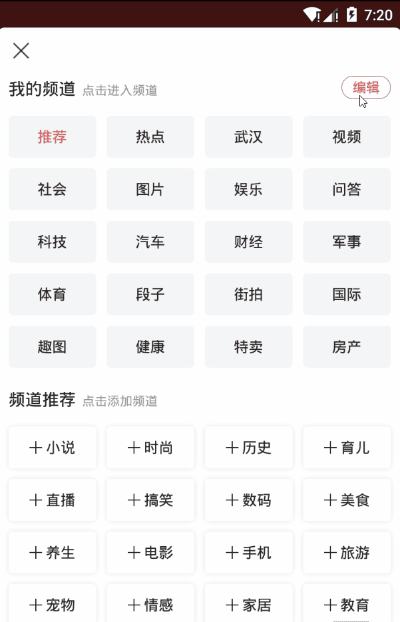 7:20
我的频道 点击进入频道 编辑
推荐 热点 武汉 视频
社会 图片 娱乐 问答
科技 汽车 财经 军事
体育 段子 街拍 国际
趣图 健康 特卖 房产
频道推荐 点击添加频道
+小说 +时尚 +历史 +育儿
+直播 +搞笑 +数码 +美食
+养生 +电影 +手机 +旅游
+宠物 +情感 +家居 +教育